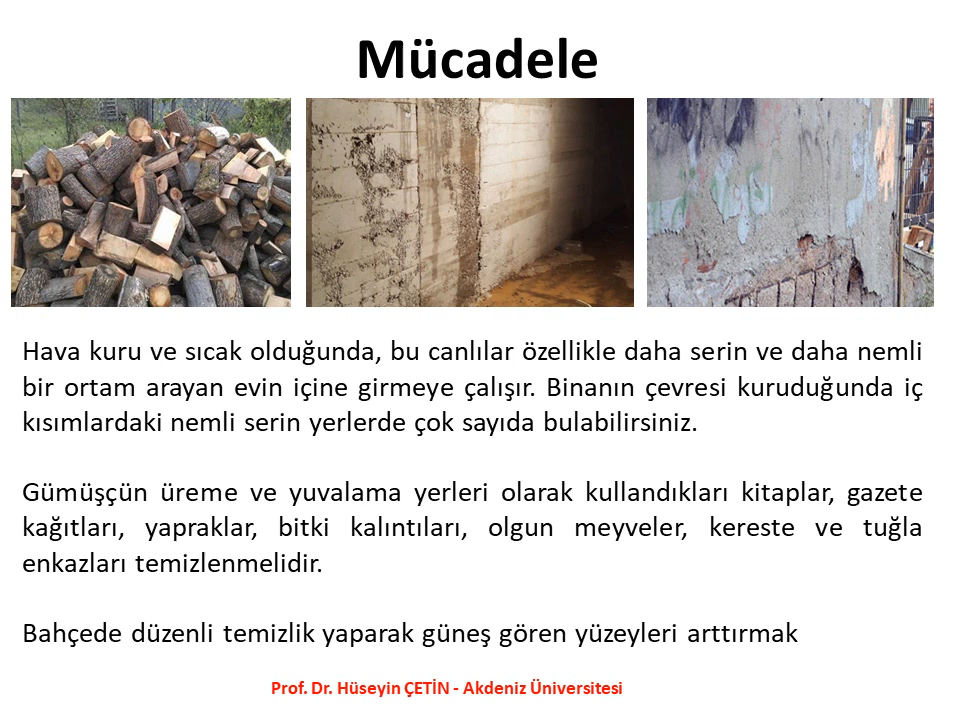 Mücadele
Hava kuru ve sıcak olduğunda, bu canlılar özellikle daha serin ve daha nemli
bir ortam arayan evin içine girmeye çalışır. Binanın çevresi kuruduğunda iç
kısımlardaki nemli serin yerlerde çok sayıda bulabilirsiniz.
Gümüşçün üreme ve yuvalama yerleri olarak kullandıkları kitaplar, gazete
kağıtları, yapraklar, bitki kalıntıları, olgun meyveler, kereste ve tuğla
enkazları temizlenmelidir.
Bahçede düzenli temizlik yaparak güneş gören yüzeyleri arttırmak
Prof. Dr. Hüseyin ÇETİN - Akdeniz Üniversitesi